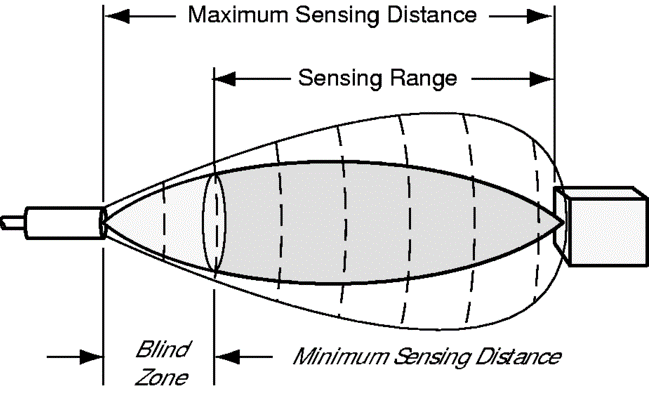 Maximum Sensing Distance
Sensing Range
Blind
Zone
Minimum Sensing Distance